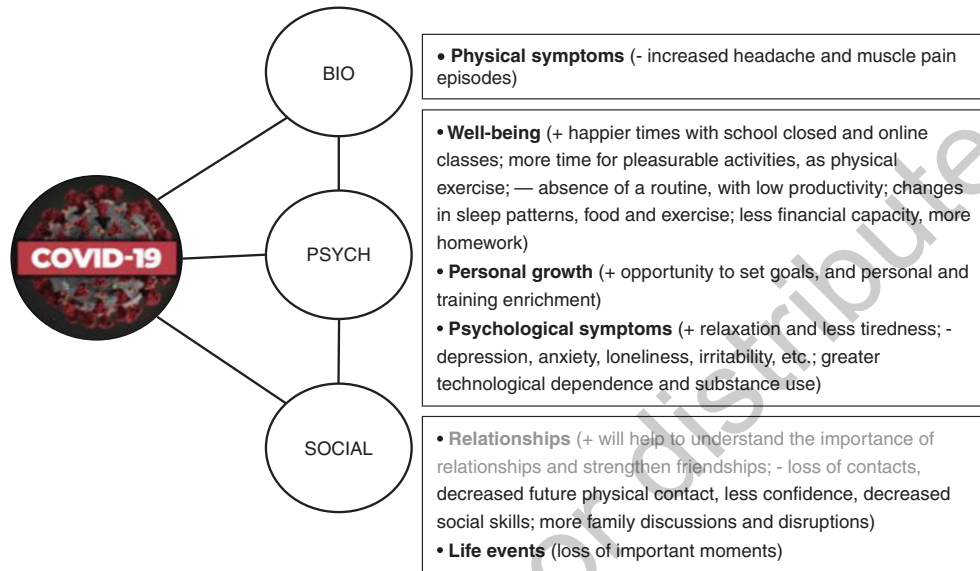 BIO
• Physical symptoms (- increased headache and muscle pain
episodes)
• Well-being (+ happier times with school closed and online
classes; more time for pleasurable activities, as physical
exercise; — absence of a routine, with low productivity; changes
in sleep patterns, food and exercise; less financial capacity, more
homework)
COVID-19
PSYCH
• Personal growth (+ opportunity to set goals, and personal and
training enrichment)
• Psychological symptoms (+ relaxation and less tiredness; -
depression, anxiety, loneliness, irritability, etc.; greater
technological dependence and substance use)
SOCIAL
• Relationships (+ will help to understand the importance of
relationships and strengthen friendships; - loss of contacts,
decreased future physical contact, less confidence, decreased
social skills; more family discussions and disruptions)
• Life events (loss of important moments)
or distribute